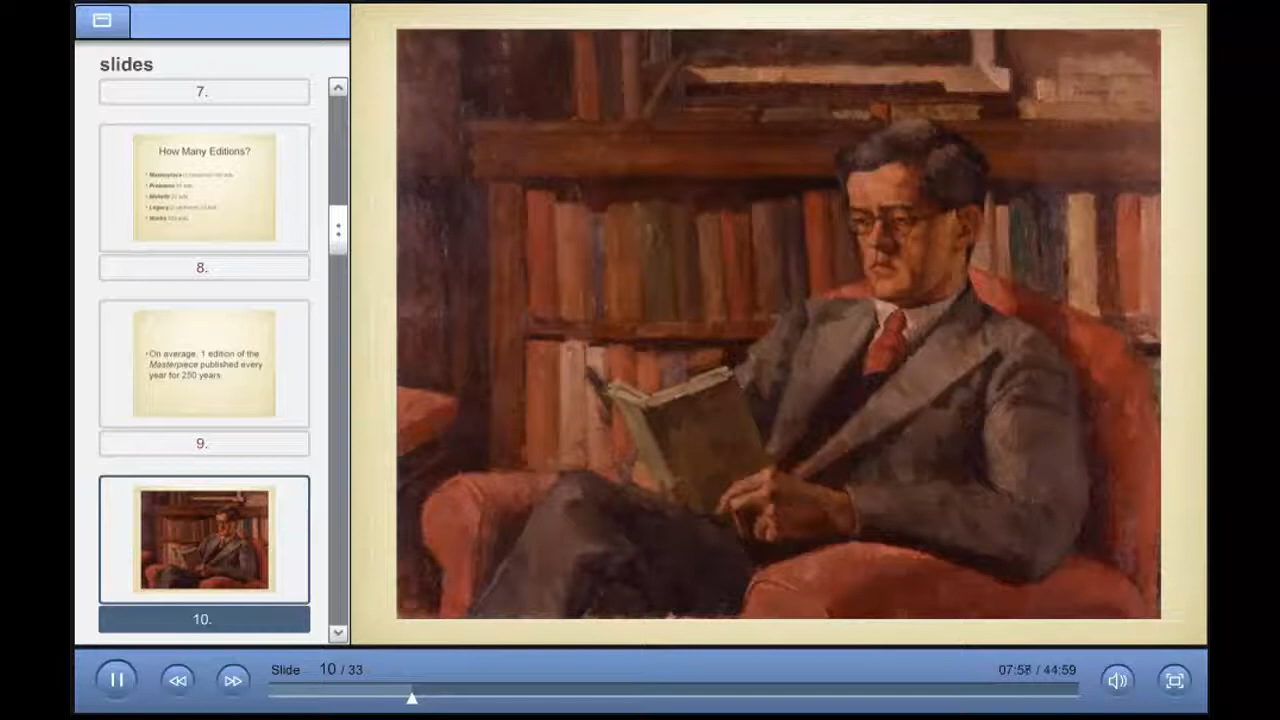 slides
7.
How Many Editions?
8.
• On average, 1 edition of the
Masterpiece published every
year for 250 years.
9.
10.
Slide 10 / 33
07:58 / 44:59